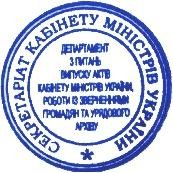 СЕКРЕТАРІАТ КАБІНЕТУ МІНІСТРІВ УКРАЇНИ
ДЕПАРТАМЕНТ
З ПИТАНЬ
ВИПУСКУ АКТІВ
КАБІНЕТУ МІНІСТРІВ УКРАЇНИ,
РОБОТИ ІЗ ЗВЕРНЕННЯМИ
ГРОМАДЯН ТА УРЯДОВОГО
АРХІВУ